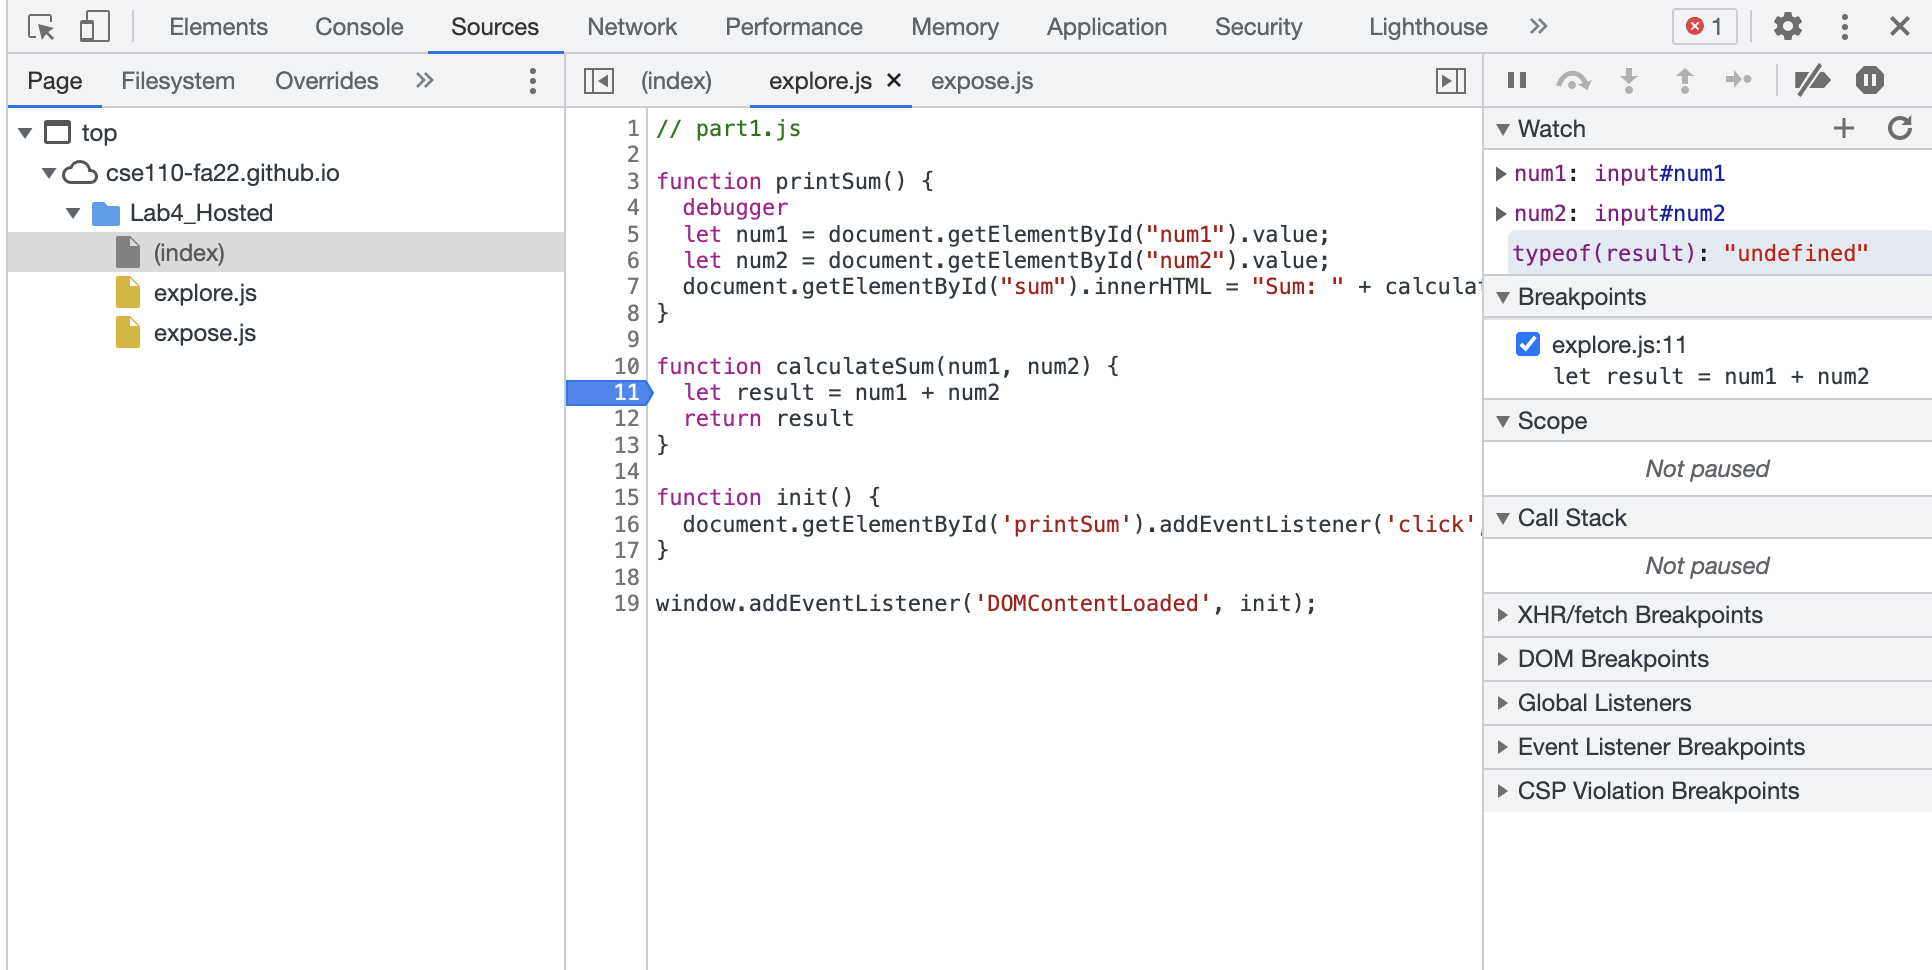 Elements Console Sources Network Performance Memory Application Security Lighthouse » 1
Page Filesystem Overrides »
top
cse110-fa22.github.io
Lab4_Hosted
(index)
explore.js
expose.js
(index) explore.js × expose.js
1 // part1.js
2
3 function printSum() {
4   debugger
5   let num1 = document.getElementById("num1").value;
6   let num2 = document.getElementById("num2").value;
7   document.getElementById("sum").innerHTML = "Sum: " + calcula
8 }
9
10 function calculateSum(num1, num2) {
11   let result = num1 + num2
12   return result
13 }
14
15 function init() {
16   document.getElementById('printSum').addEventListener('click'
17 }
18
19 window.addEventListener('DOMContentLoaded', init);
Watch
num1: input#num1
num2: input#num2
typeof(result): "undefined"
Breakpoints
explore.js:11
let result = num1 + num2
Scope
Not paused
Call Stack
Not paused
XHR/fetch Breakpoints
DOM Breakpoints
Global Listeners
Event Listener Breakpoints
CSP Violation Breakpoints